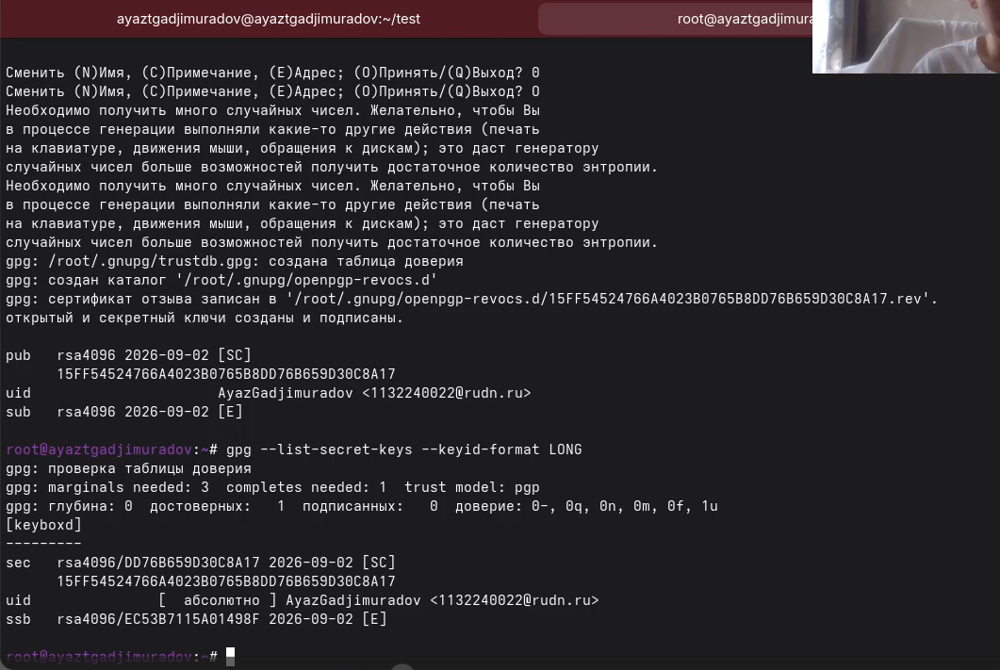 ayaztgadjimuradov@ayaztgadjimuradov:~/test
root@ayaztgadjimura
Сменить (N)Имя, (C)Примечание, (E)Адрес; (O)Принять/(Q)Выход? 0
Сменить (N)Имя, (C)Примечание, (E)Адрес; (O)Принять/(Q)Выход? O
Необходимо получить много случайных чисел. Желательно, чтобы Вы
в процессе генерации выполняли какие-то другие действия (печать
на клавиатуре, движения мыши, обращения к дискам); это даст генератору
случайных чисел больше возможностей получить достаточное количество энтропии.
Необходимо получить много случайных чисел. Желательно, чтобы Вы
в процессе генерации выполняли какие-то другие действия (печать
на клавиатуре, движения мыши, обращения к дискам); это даст генератору
случайных чисел больше возможностей получить достаточное количество энтропии.
gpg: /root/.gnupg/trustdb.gpg: создана таблица доверия
gpg: создан каталог '/root/.gnupg/openpgp-revocs.d'
gpg: сертификат отзыва записан в '/root/.gnupg/openpgp-revocs.d/15FF54524766A4023B0765B8DD76B659D30C8A17.rev'.
открытый и секретный ключи созданы и подписаны.
pub   rsa4096 2026-09-02 [SC]
15FF54524766A4023B0765B8DD76B659D30C8A17
uid                      AyazGadjimuradov <1132240022@rudn.ru>
sub   rsa4096 2026-09-02 [E]
root@ayaztgadjimuradov:~# gpg --list-secret-keys --keyid-format LONG
gpg: проверка таблицы доверия
gpg: marginals needed: 3  completes needed: 1  trust model: pgp
gpg: глубина: 0  достоверных:   1  подписанных:   0  доверие: 0-, 0q, 0n, 0m, 0f, 1u
[keyboxd]
---------
sec   rsa4096/DD76B659D30C8A17 2026-09-02 [SC]
15FF54524766A4023B0765B8DD76B659D30C8A17
uid               [  абсолютно ] AyazGadjimuradov <1132240022@rudn.ru>
ssb   rsa4096/EC53B7115A01498F 2026-09-02 [E]
root@ayaztgadjimuradov:~#